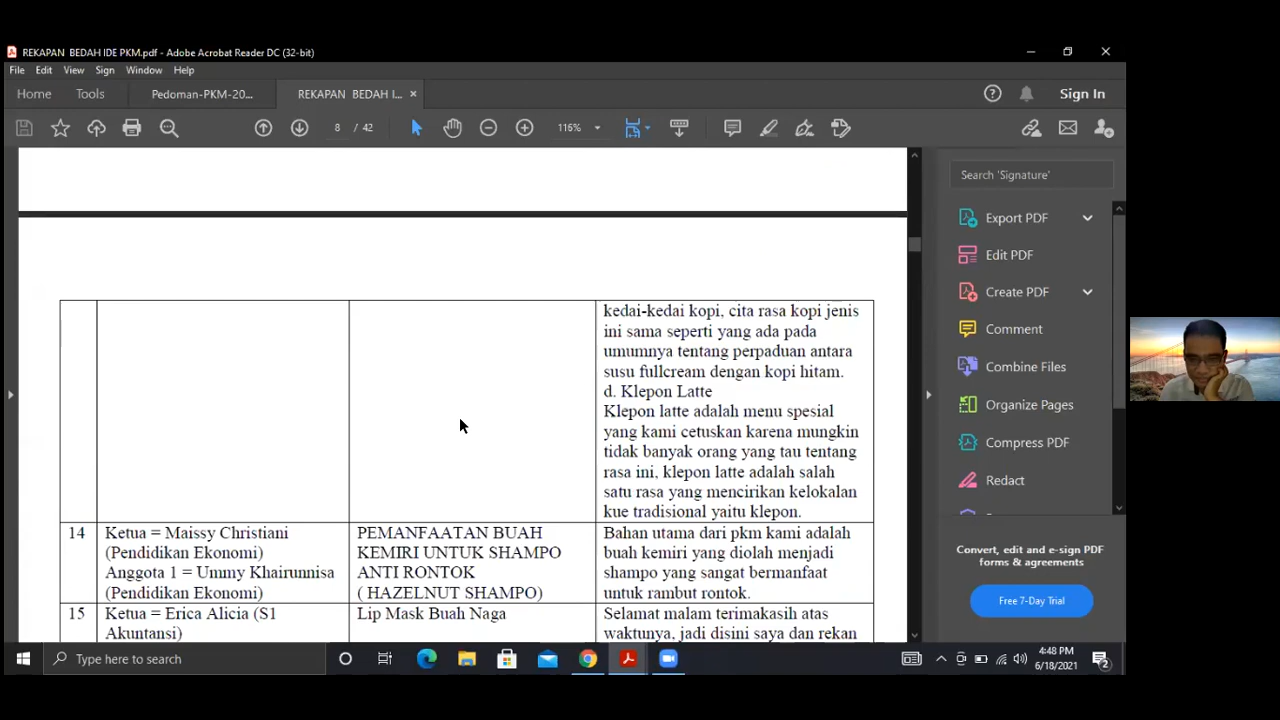 REKAPAN BEDAH IDE PKM.pdf - Adobe Acrobat Reader DC (32-bit)
File Edit View Sign Window Help
Home Tools Pedoman-PKM-20... REKAPAN BEDAH I... × Sign In
8 / 42 116%
Search 'Signature'
Export PDF
Edit PDF
Create PDF
Comment
Combine Files
Organize Pages
Compress PDF
Redact
Convert, edit and e-sign PDF
forms & agreements
Free 7-Day Trial
kedai-kedai kopi, cita rasa kopi jenis
ini sama seperti yang ada pada
umumnya tentang perpaduan antara
susu fullcream dengan kopi hitam.
d. Klepon Latte
Klepon latte adalah menu spesial
yang kami cetuskan karena mungkin
tidak banyak orang yang tau tentang
rasa ini, klepon latte adalah salah
satu rasa yang mencirikan kelokalan
kue tradisional yaitu klepon.
14
Ketua = Maissy Christiani
(Pendidikan Ekonomi)
Anggota 1 = Ummy Khairunnisa
(Pendidikan Ekonomi)
PEMANFAATAN BUAH
KEMIRI UNTUK SHAMPO
ANTI RONTOK
( HAZELNUT SHAMPO)
Bahan utama dari pkm kami adalah
buah kemiri yang diolah menjadi
shampo yang sangat bermanfaat
untuk rambut rontok.
15
Ketua = Erica Alicia (S1
Akuntansi)
Lip Mask Buah Naga
Selamat malam terimakasih atas
waktunya, jadi disini saya dan rekan
Type here to search
4:48 PM
6/18/2021
2